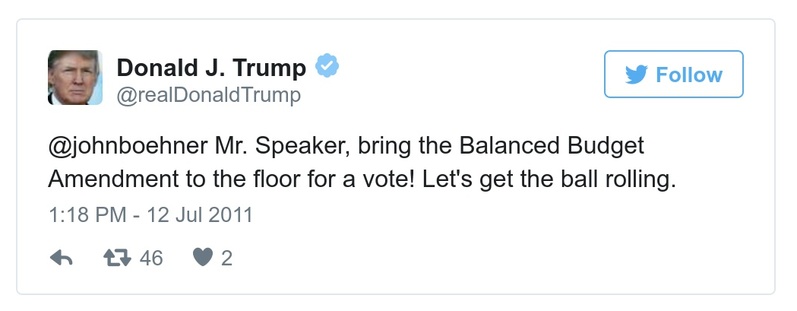 Donald J. Trump
@realDonaldTrump
Follow
@johnboehner Mr. Speaker, bring the Balanced Budget
Amendment to the floor for a vote! Let's get the ball rolling.
1:18 PM - 12 Jul 2011
46 2